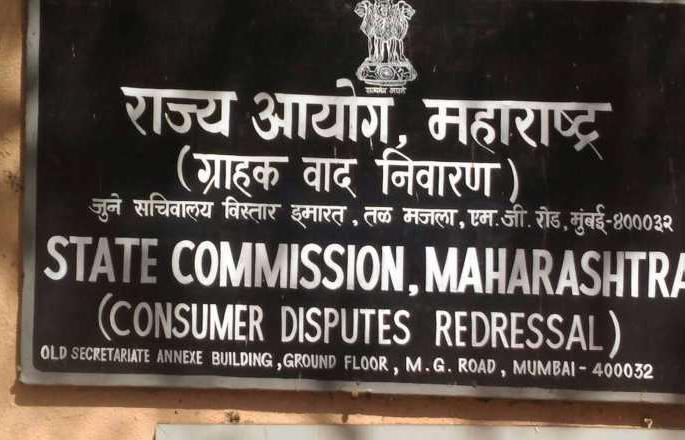 राज्य आयोग, महाराष्ट्र
(ग्राहक वाद निवारण)
जुने सचिवालय विस्तार इमारत, तळ मजला, एम.जी. रोड, मुंबई-४०००३२
STATE COMMISSION, MAHARASHTRA
(CONSUMER DISPUTES REDRESSAL)
OLD SECRETARIATE ANNEXE BUILDING, GROUND FLOOR, M.G. ROAD, MUMBAI - 400032